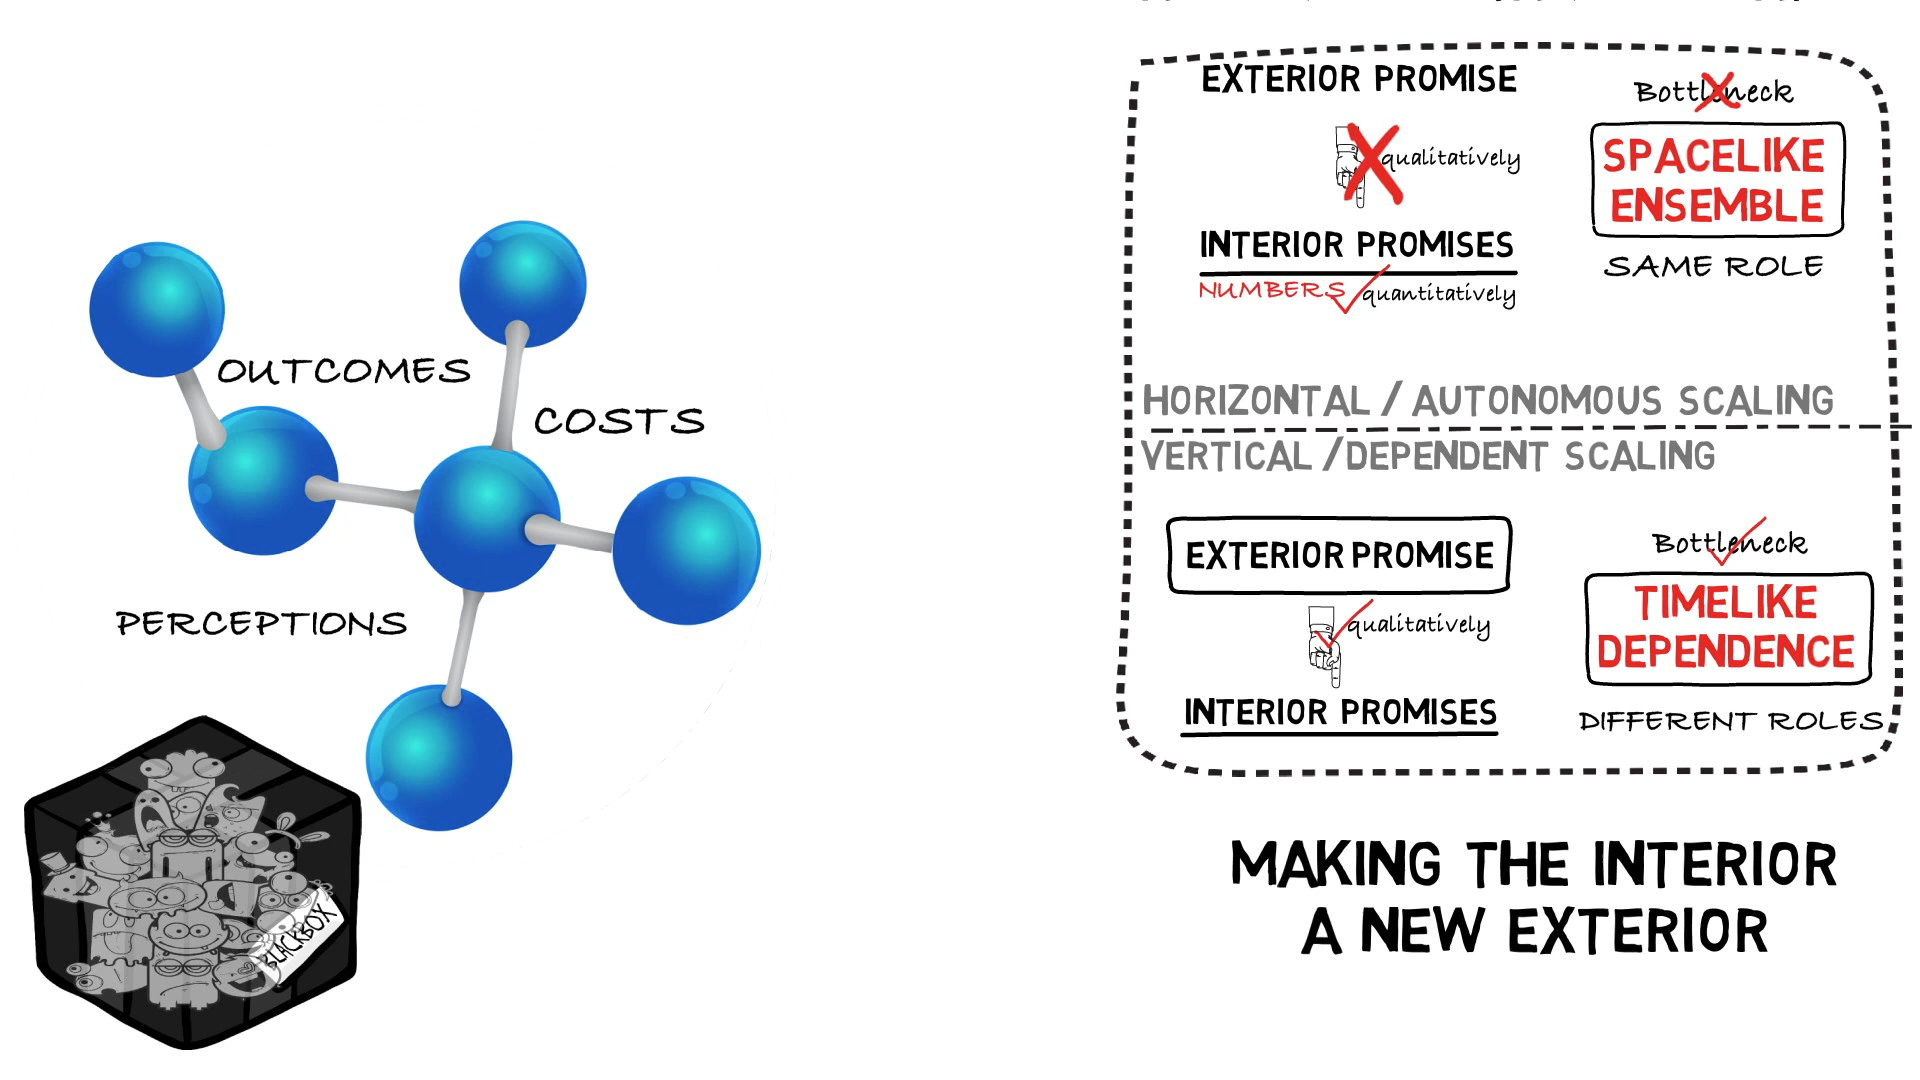 OUTCOMES
COSTS
PERCEPTIONS
BLACKBOX
EXTERIOR PROMISE
qualitatively
INTERIOR PROMISES
NUMBERS quantitatively
Bottleneck
SPACELIKE
ENSEMBLE
SAME ROLE
HORIZONTAL / AUTONOMOUS SCALING
VERTICAL / DEPENDENT SCALING
EXTERIOR PROMISE
qualitatively
INTERIOR PROMISES
Bottleneck
TIMELIKE
DEPENDENCE
DIFFERENT ROLES
MAKING THE INTERIOR
A NEW EXTERIOR